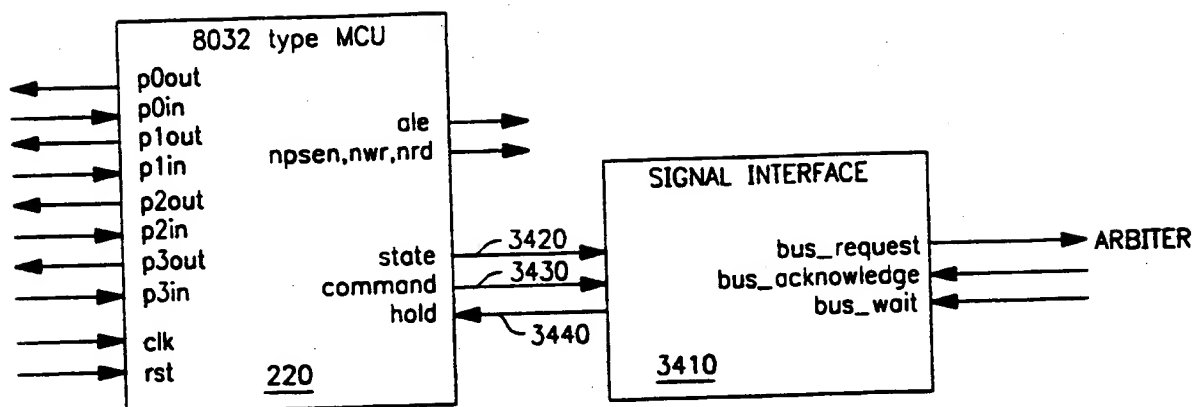 8032 type MCU
p0out
p0in
p1out
p1in
p2out
p2in
p3out
p3in
clk
rst
ale
npsen,nwr,nrd
state
command
hold
220
3420
3430
3440
SIGNAL INTERFACE
bus_request
bus_acknowledge
bus_wait
3410
ARBITER